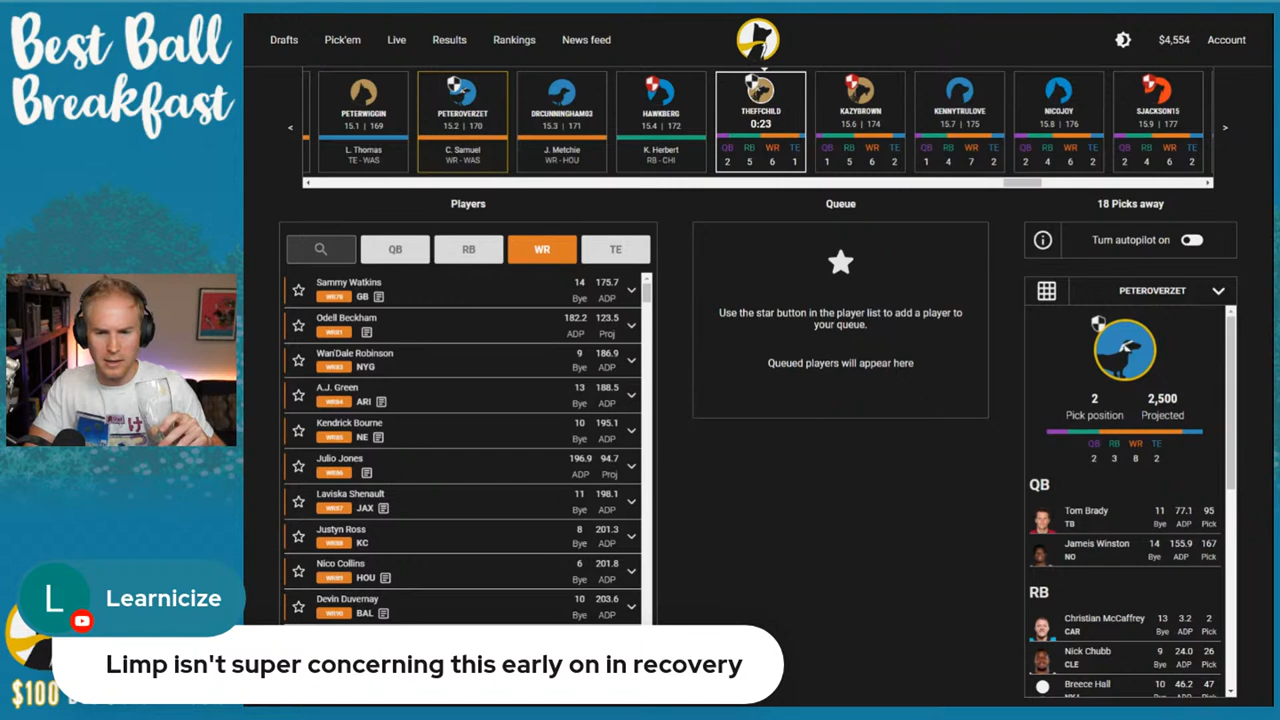 Best Ball
Breakfast
Drafts Pick'em Live Results Rankings News feed
$4,554 Account
<
PETERWIGGIN
15.1 | 169
L. Thomas
TE - WAS
PETEROVERZET
15.2 | 170
C. Samuel
WR - WAS
DRCUNNINGHAM03
15.3 | 171
J. Metchie
WR - HOU
HAWKBERG
15.4 | 172
K. Herbert
RB - CHI
THEFFCHILD
0:23
QB RB WR TE
2 5 6 1
KAZYBROWN
15.6 | 174
QB RB WR TE
1 5 6 2
KENNYTRULOVE
15.7 | 175
QB RB WR TE
1 4 7 2
NICOJOY
15.8 | 176
QB RB WR TE
2 4 6 2
SJACKSON15
15.9 | 177
QB RB WR TE
2 4 6 2
>
Players
QB RB WR TE
Sammy Watkins 14 175.7
GB Bye ADP
Odell Beckham 182.2 123.5
WR81 ADP Proj
Wan'Dale Robinson 9 186.9
NYG Bye ADP
A.J. Green 13 188.5
WR84 ARI Bye ADP
Kendrick Bourne 10 195.1
WR85 NE Bye ADP
Julio Jones 196.9 94.7
WR86 ADP Proj
Laviska Shenault 11 198.1
WR87 JAX Bye ADP
Justyn Ross 8 201.3
KC Bye ADP
Nico Collins 6 201.8
HOU Bye ADP
Devin Duvernay 10 203.6
BAL Bye ADP
Queue
Use the star button in the player list to add a player to
your queue.
Queued players will appear here
18 Picks away
Turn autopilot on
PETEROVERZET
2 2,500
Pick position Projected
QB RB WR TE
2 3 8 2
QB
Tom Brady 11 77.1 95
TB Bye ADP Pick
Jameis Winston 14 155.9 167
NO Bye ADP Pick
RB
Christian McCaffrey 13 3.2 2
CAR Bye ADP Pick
Nick Chubb 9 24.0 26
CLE Bye ADP Pick
Breece Hall 10 46.2 47
Bye ADP Pick
L Learnicize
Limp isn't super concerning this early on in recovery
$100